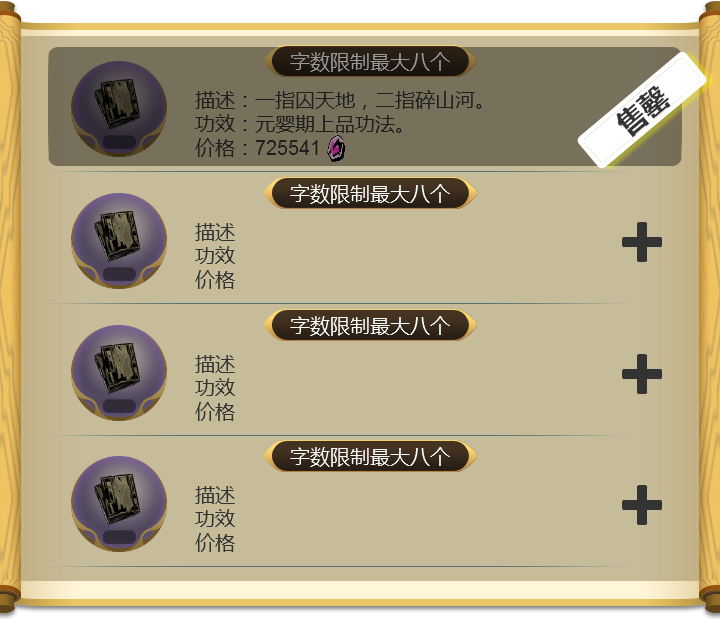 字数限制最大八个
描述：一指囚天地，二指碎山河。
功效：元婴期上品功法。
价格：725541
售罄
字数限制最大八个
描述
功效
价格
字数限制最大八个
描述
功效
价格
字数限制最大八个
描述
功效
价格